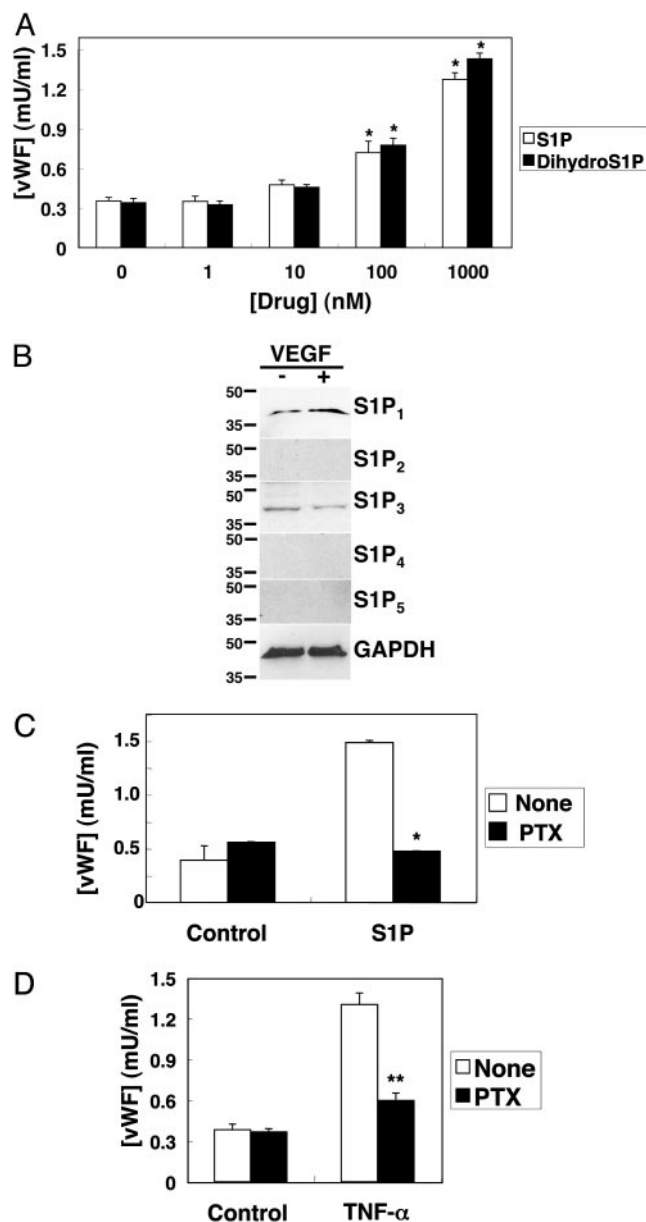 A
[vWF] (mU/ml)
1.5
1.2
0.9
0.6
0.3
0
* *
* *
0 1 10 100 1000
[Drug] (nM)
S1P
DihydroS1P
B
VEGF
- +
50
35
S1P1
50
35
S1P2
50
35
S1P3
50
35
S1P4
50
35
S1P5
50
35
GAPDH
C
[vWF] (mU/ml)
1.5
1.0
0.5
0
*
Control S1P
None
PTX
D
[vWF] (mU/ml)
1.5
1.2
0.9
0.6
0.3
0
**
Control TNF-α
None
PTX